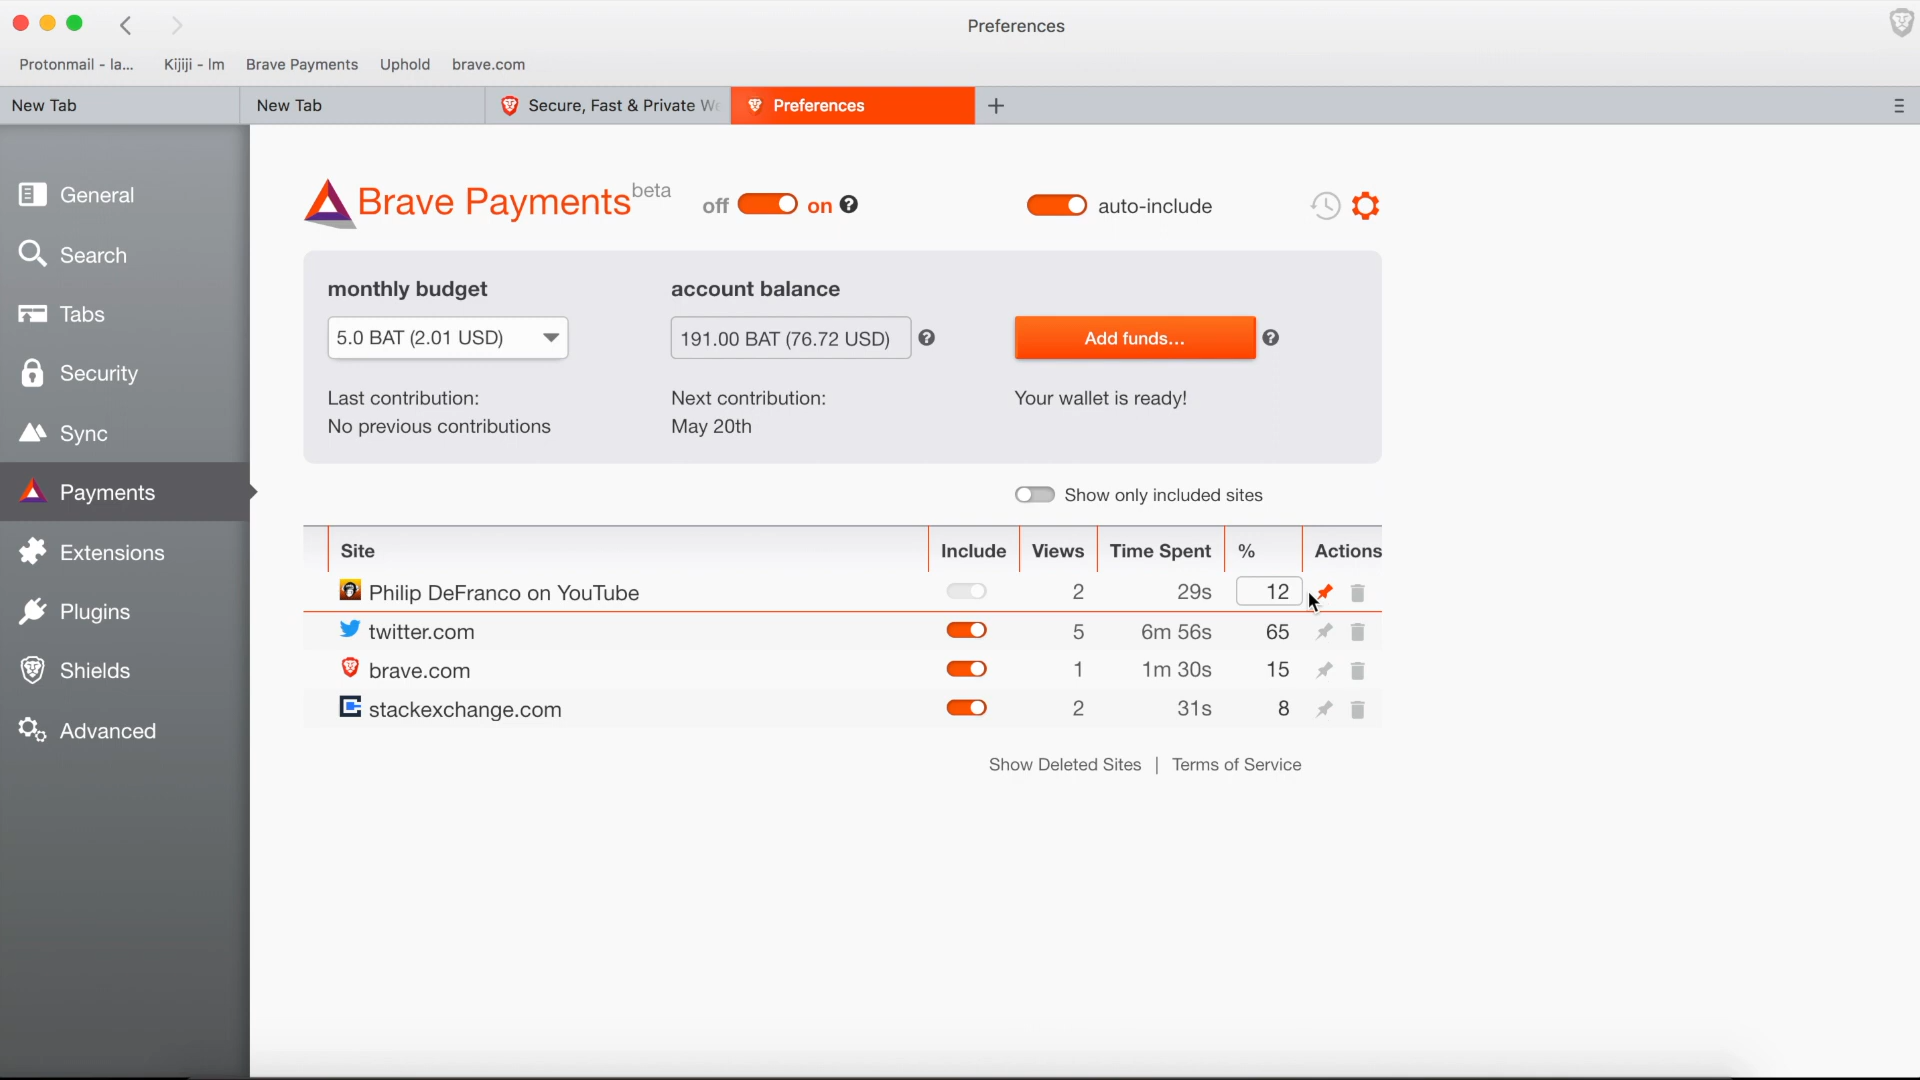 Preferences
Protonmail - la... Kijiji - Im Brave Payments Uphold brave.com
New Tab New Tab Secure, Fast & Private We Preferences +
General
Search
Tabs
Security
Sync
Payments
Extensions
Plugins
Shields
Advanced
Brave Payments beta off on ? auto-include
monthly budget account balance
5.0 BAT (2.01 USD) 191.00 BAT (76.72 USD) ? Add funds... ?
Last contribution: Next contribution: Your wallet is ready!
No previous contributions May 20th
Show only included sites
Site Include Views Time Spent % Actions
Philip DeFranco on YouTube 2 29s 12
twitter.com 5 6m 56s 65
brave.com 1 1m 30s 15
stackexchange.com 2 31s 8
Show Deleted Sites | Terms of Service